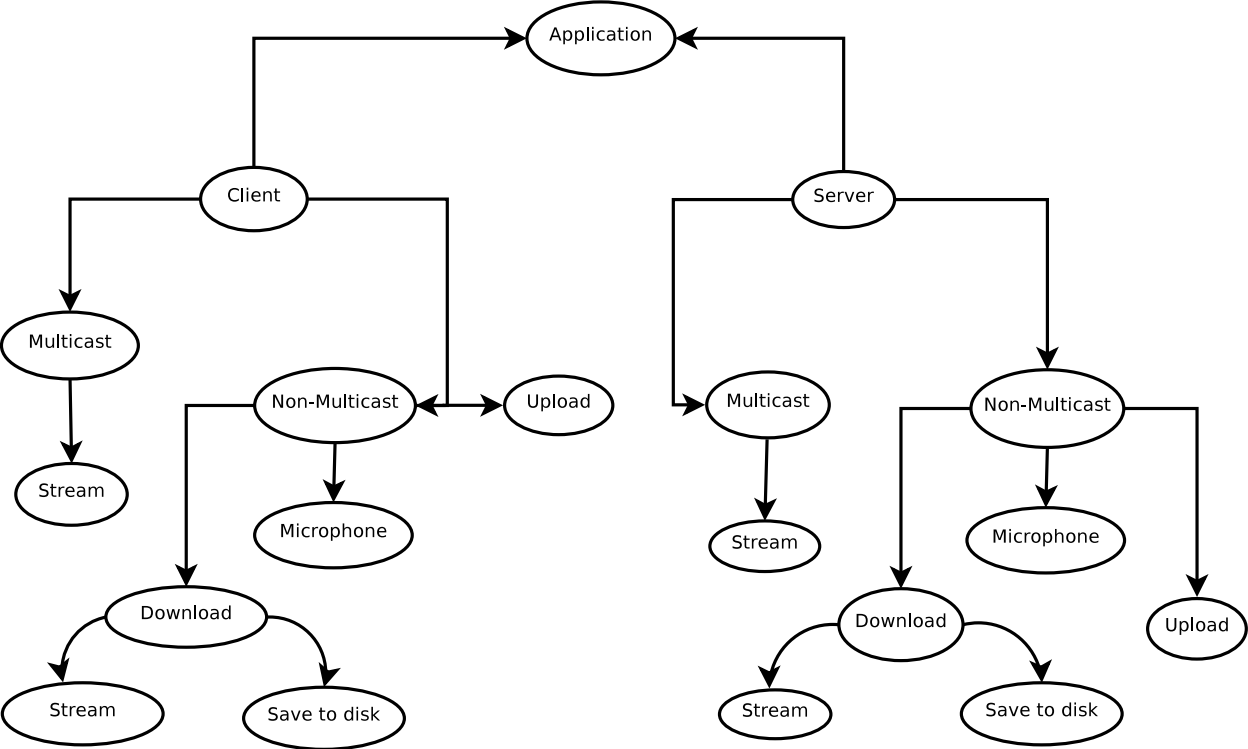 Application
Client
Server
Multicast
Non-Multicast
Upload
Multicast
Non-Multicast
Stream
Microphone
Stream
Microphone
Download
Download
Upload
Stream
Save to disk
Stream
Save to disk